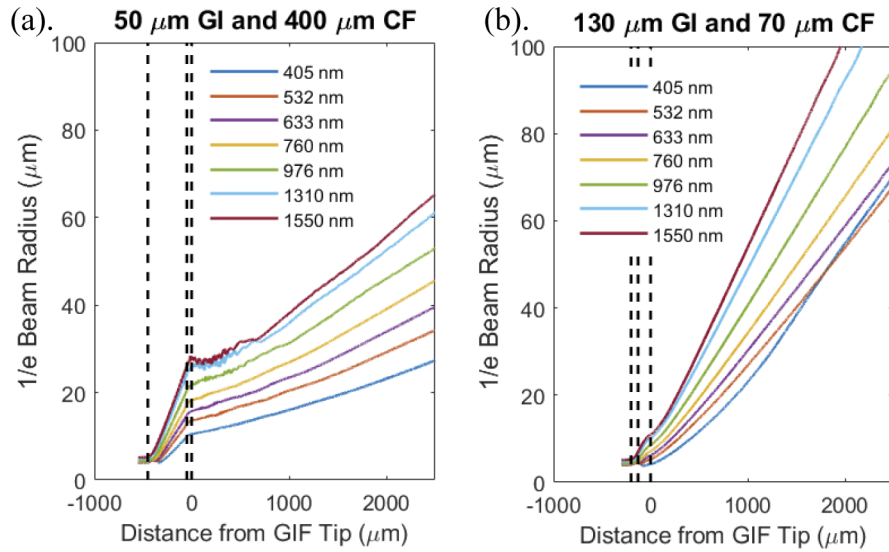 (a). 50 μm GI and 400 μm CF
1/e Beam Radius (μm)
100
80
60
40
20
0
405 nm
532 nm
633 nm
760 nm
976 nm
1310 nm
1550 nm
-1000 0 1000 2000
Distance from GIF Tip (μm)
(b). 130 μm GI and 70 μm CF
1/e Beam Radius (μm)
100
80
60
40
20
0
405 nm
532 nm
633 nm
760 nm
976 nm
1310 nm
1550 nm
-1000 0 1000 2000
Distance from GIF Tip (μm)